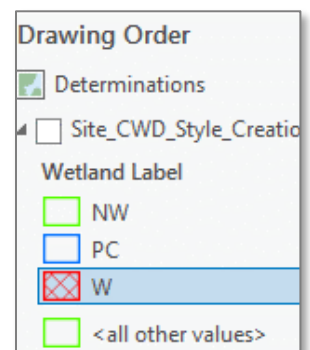 Drawing Order
Determinations
Site_CWD_Style_Creatio
Wetland Label
NW
PC
W
<all other values>